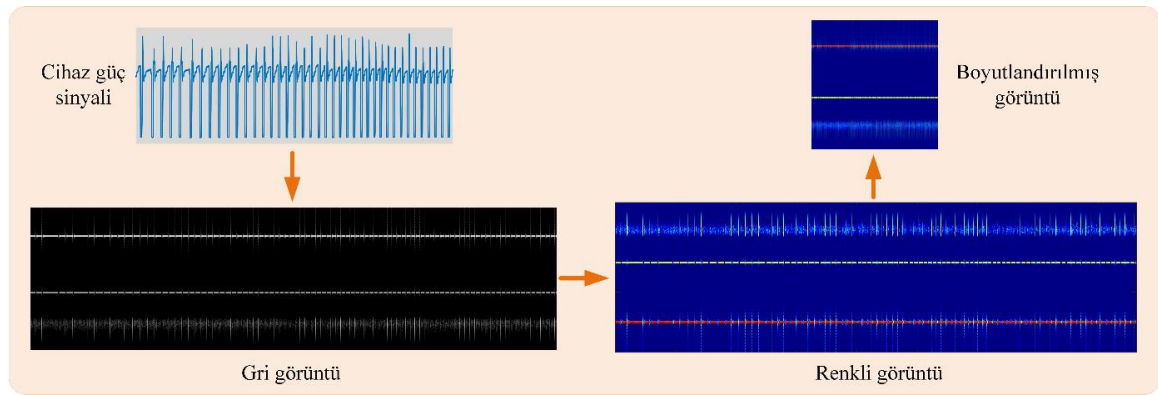 Cihaz güç
sinyali
Boyutlandırılmış
görüntü
Gri görüntü
Renkli görüntü